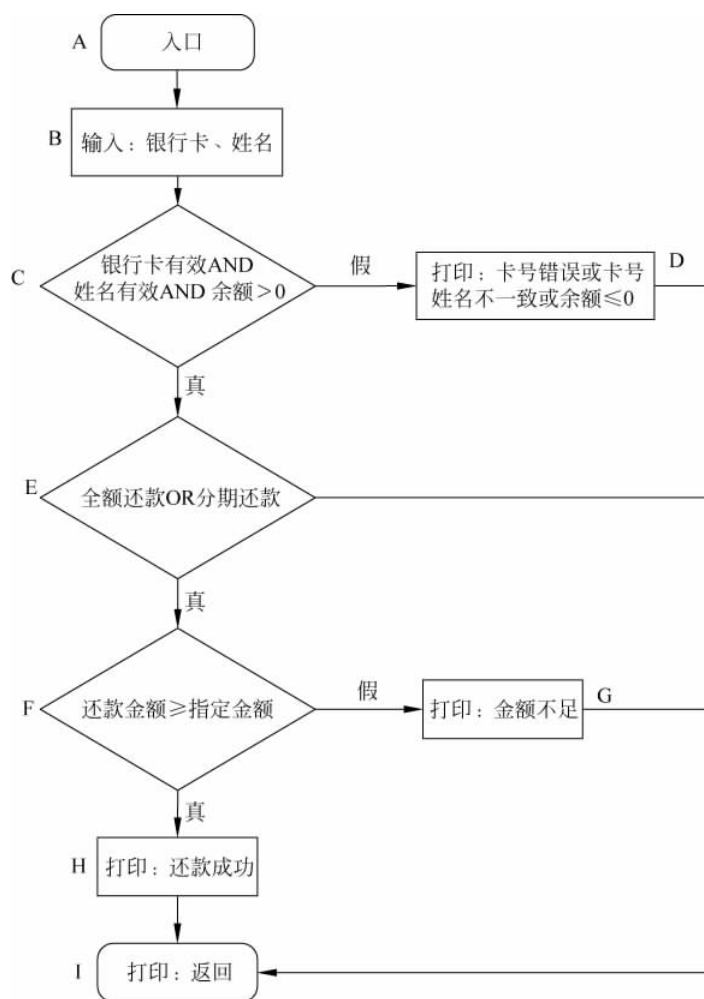 A
入口
B
输入：银行卡、姓名
C
银行卡有效AND
姓名有效AND 余额＞0
假
打印：卡号错误或卡号
姓名不一致或余额≤0
D
真
E
全额还款OR分期还款
真
F
还款金额≥指定金额
假
打印：金额不足
G
真
H
打印：还款成功
I
打印：返回